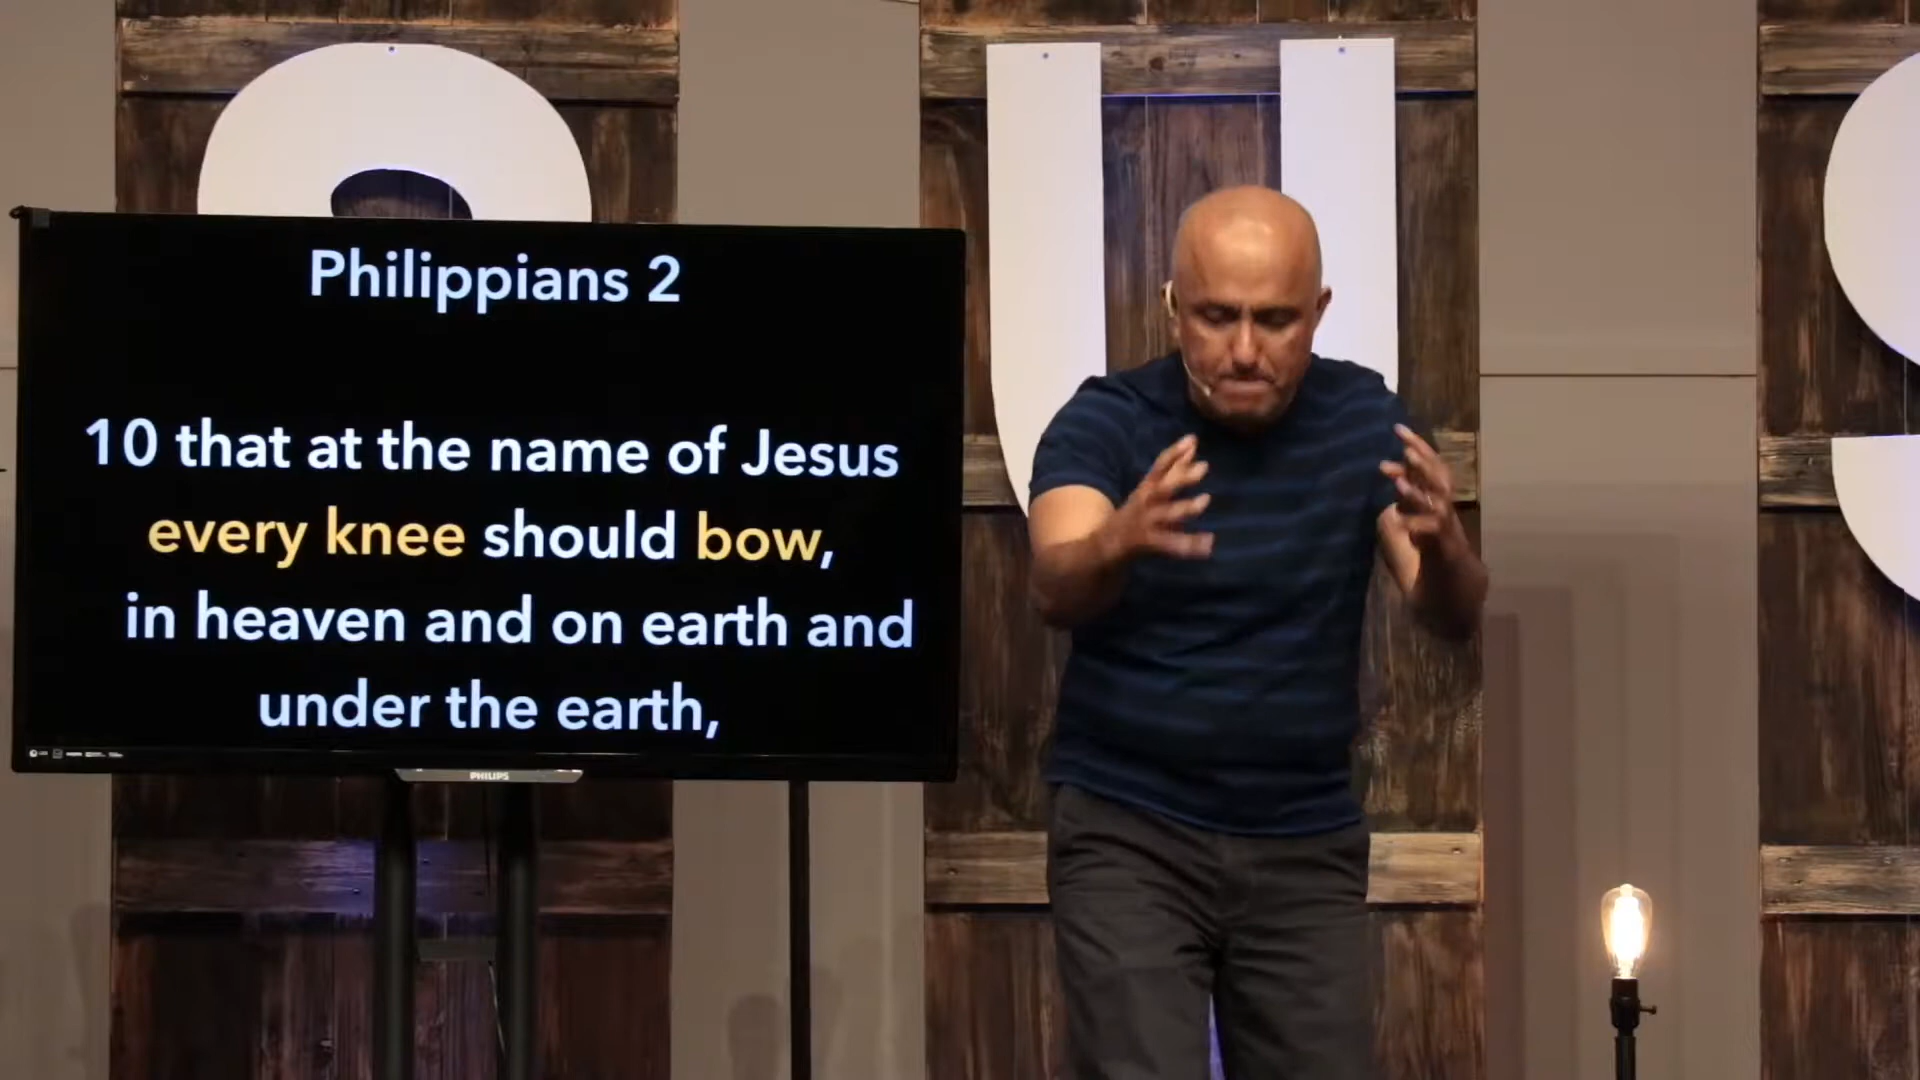 Philippians 2
10 that at the name of Jesus
every knee should bow,
in heaven and on earth and
under the earth,
PHILIPS
U
S